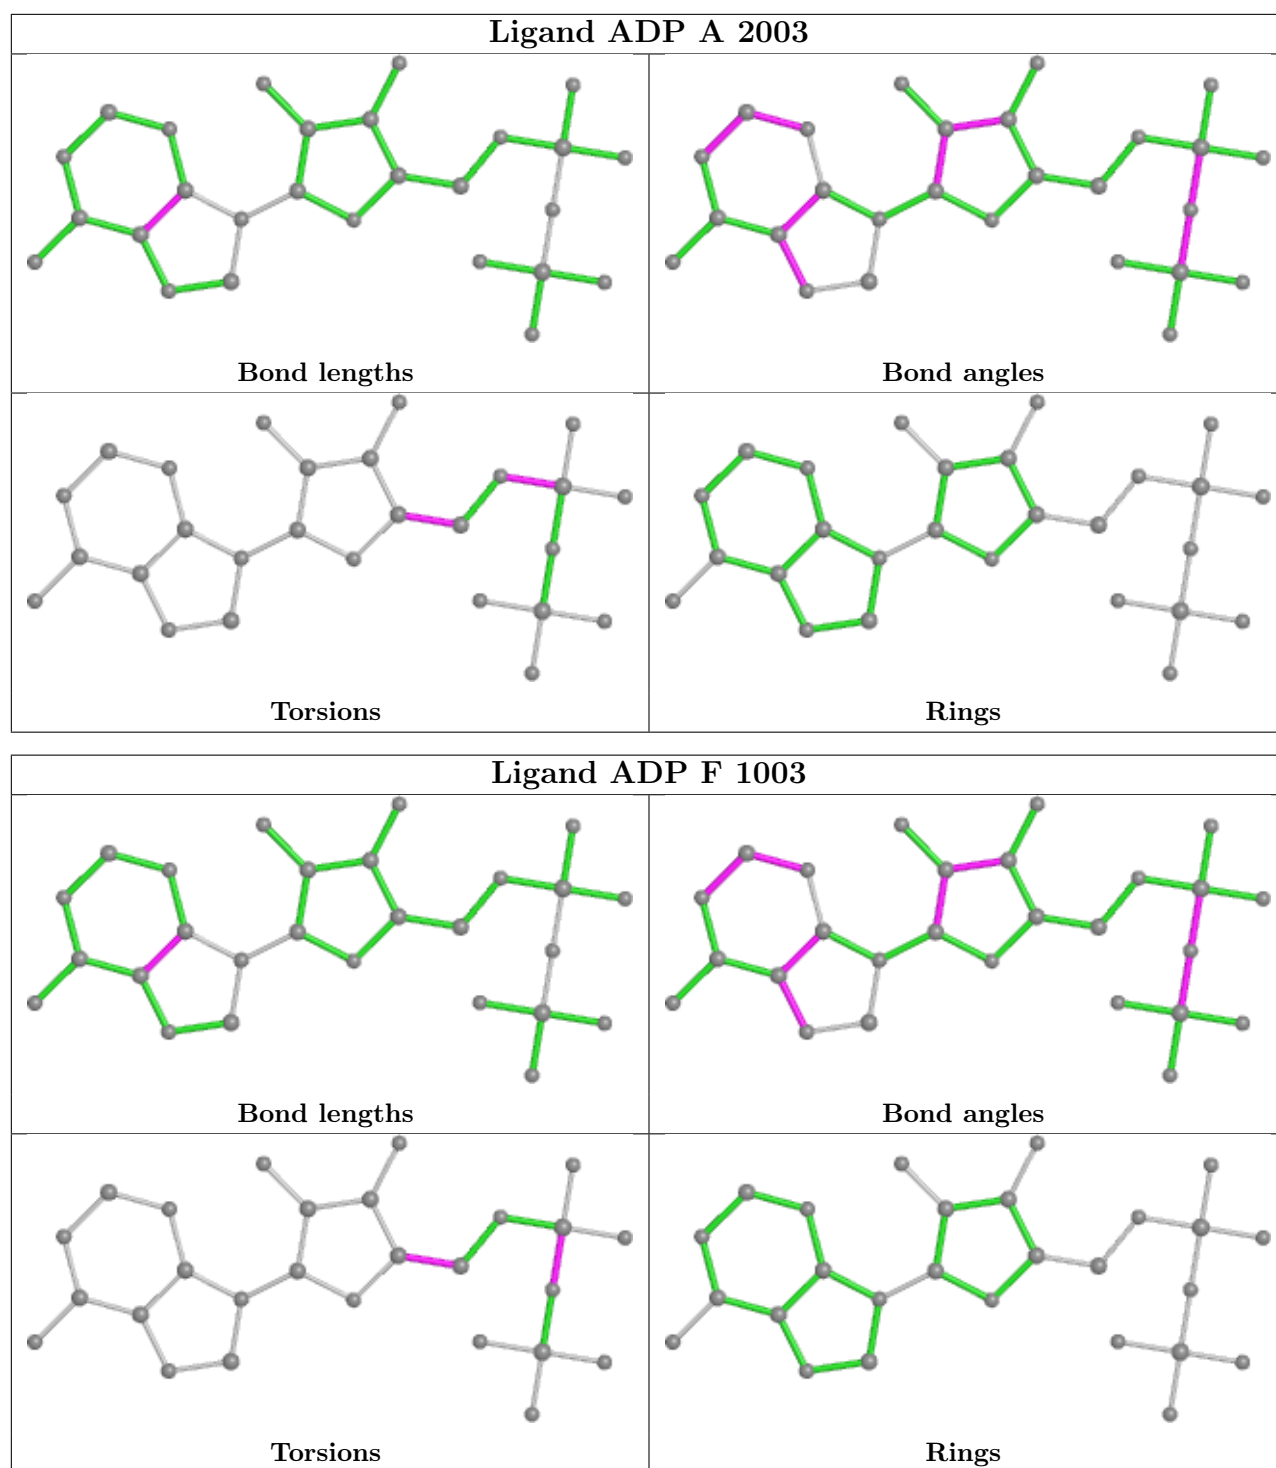 Ligand ADP A 2003
Bond lengths
Bond angles
Torsions
Rings
Ligand ADP F 1003
Bond lengths
Bond angles
Torsions
Rings